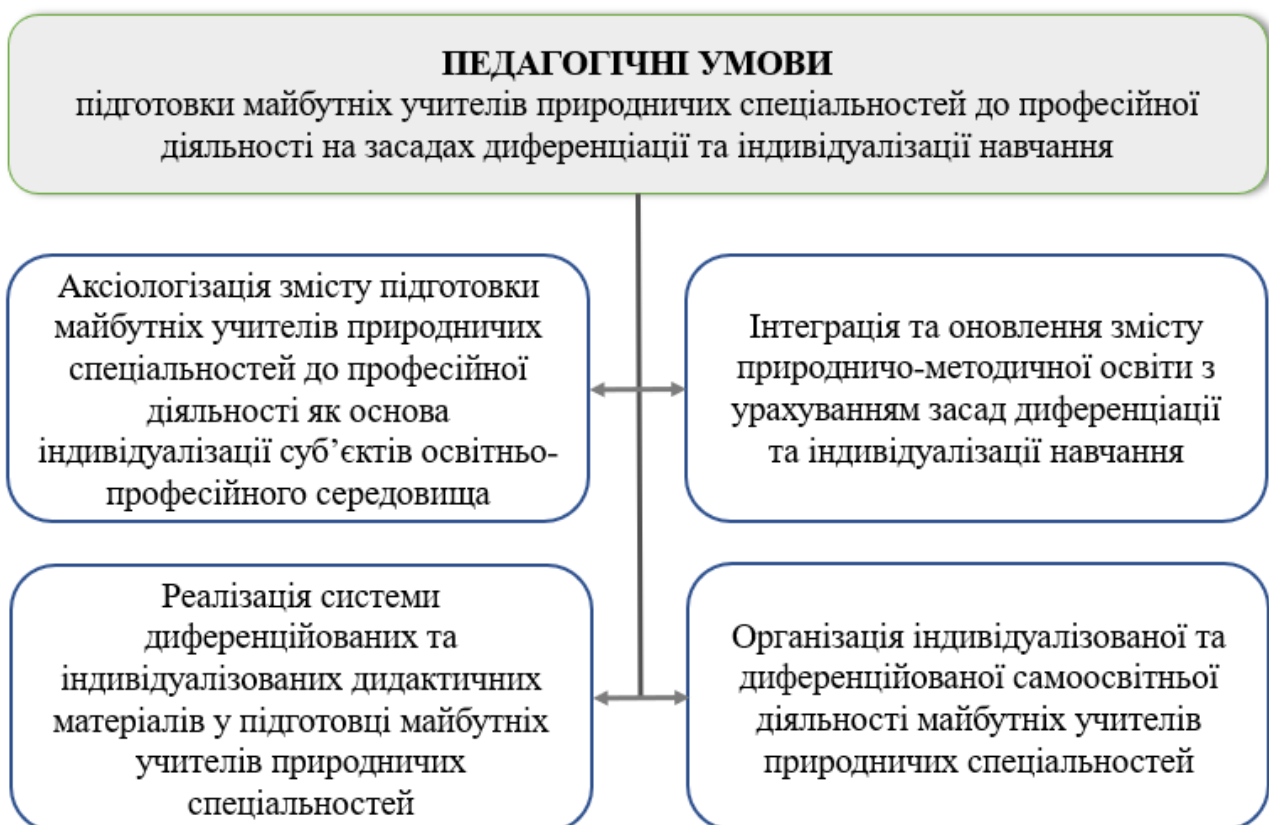 ПЕДАГОГІЧНІ УМОВИ
підготовки майбутніх учителів природничих спеціальностей до професійної
діяльності на засадах диференціації та індивідуалізації навчання
Аксіологізація змісту підготовки
майбутніх учителів природничих
спеціальностей до професійної
діяльності як основа
індивідуалізації суб’єктів освітньо-
професійного середовища
Інтеграція та оновлення змісту
природничо-методичної освіти з
урахуванням засад диференціації
та індивідуалізації навчання
Реалізація системи
диференційованих та
індивідуалізованих дидактичних
матеріалів у підготовці майбутніх
учителів природничих
спеціальностей
Організація індивідуалізованої та
диференційованої самоосвітньої
діяльності майбутніх учителів
природничих спеціальностей